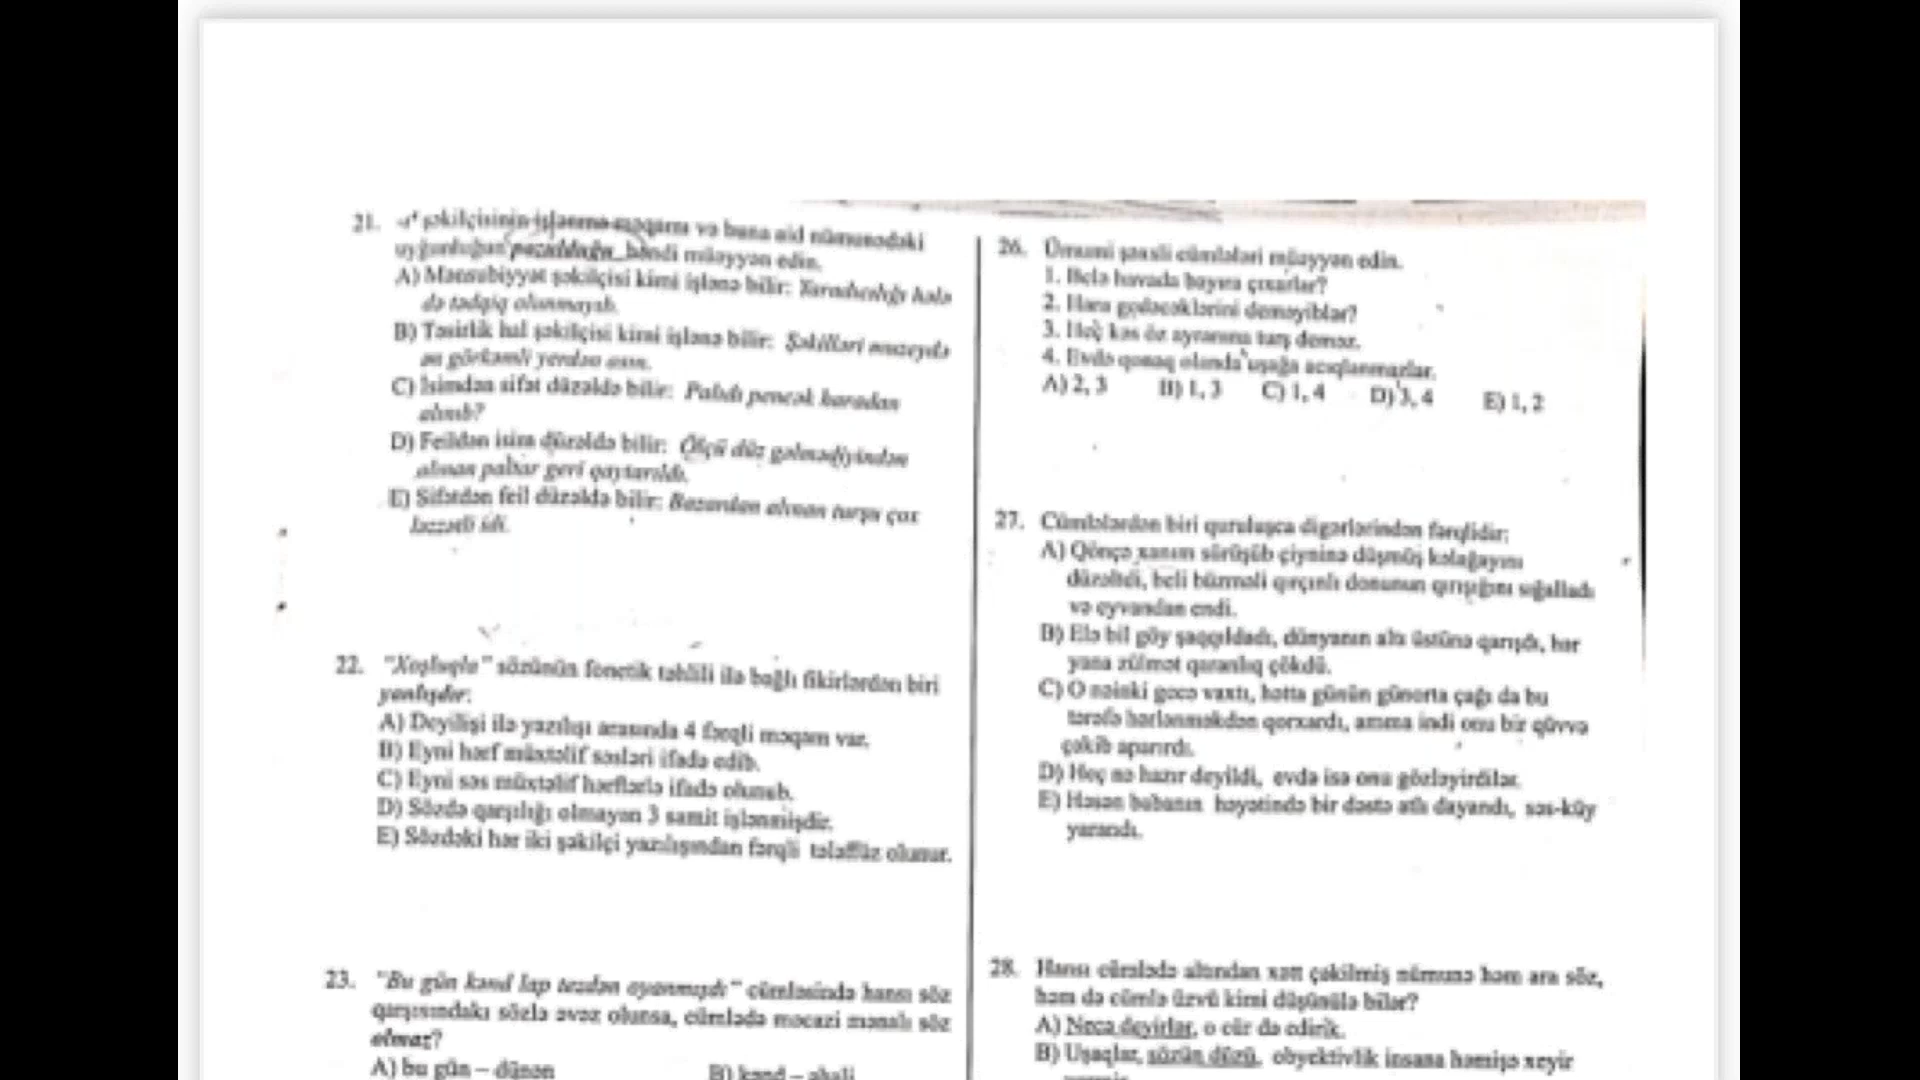 21. -ı⁴ şəkilçisinin işlənmə məqamı və buna aid nümunədəki
uyğunluğun pozulduğu bəndi müəyyən edin.
A) Mənsubiyyət şəkilçisi kimi işlənə bilir: Yaradıcılığı hələ
də tədqiq olunmayıb.
B) Təsirlik hal şəkilçisi kimi işlənə bilir: Şəkilləri muzeydə
ən görkəmli yerdən asın.
C) İsimdən sifət düzəldə bilir: Palıdı pencək haradan
alınıb?
D) Feildən isim düzəldə bilir: Ölçü düz gəlmədiyindən
alınan paltar geri qaytarıldı.
E) Sifətdən feil düzəldə bilir: Bazardan alınan turşu çox
ləzzətli idi.
22. "Xoşluqla" sözünün fonetik təhlili ilə bağlı fikirlərdən biri
yanlışdır:
A) Deyilişi ilə yazılışı arasında 4 fərqli məqam var.
B) Eyni hərf müxtəlif səsləri ifadə edib.
C) Eyni səs müxtəlif hərflərlə ifadə olunub.
D) Sözdə qarşılığı olmayan 3 samit işlənmişdir.
E) Sözdəki hər iki şəkilçi yazılışından fərqli tələffüz olunur.
23. "Bu gün kənd lap tezdən oyanmışdı" cümləsində hansı söz
qarşısındakı sözlə əvəz olunsa, cümlədə məcazi mənalı söz
olmaz?
A) bu gün – dünən B) kənd – əhali
26. Ümumi şəxsli cümlələri müəyyən edin.
1. Belə havada bayıra çıxarlar?
2. Hara gedəcəklərini deməyiblər?
3. Heç kəs öz ayranına turş deməz.
4. Evdə qonaq olanda uşağa acıqlanmazlar.
A) 2, 3 B) 1, 3 C) 1, 4 D) 3, 4 E) 1, 2
27. Cümlələrdən biri quruluşca digərlərindən fərqlidir:
A) Qönçə xanım sürüşüb çiyninə düşmüş kəlağayını
düzəltdi, beli büzməli qırçınlı donunun qırışığını sığalladı
və eyvandan endi.
B) Elə bil göy şaqqıldadı, dünyanın altı üstünə qarışdı, hər
yana zülmət qaranlıq çökdü.
C) O nəinki gecə vaxtı, hətta günün günorta çağı da bu
tərəfə hərlənməkdən qorxardı, amma indi onu bir qüvvə
çəkib aparırdı.
D) Heç nə hazır deyildi, evdə isə onu gözləyirdilər.
E) Həsən babanın həyətində bir dəstə atlı dayandı, səs-küy
yarandı.
28. Hansı cümlədə altından xətt çəkilmiş nümunə həm ara söz,
həm də cümlə üzvü kimi düşünülə bilər?
A) Necə deyirlər, o cür də edirik.
B) Uşaqlar, sözün düzü, obyektivlik insana həmişə xeyir